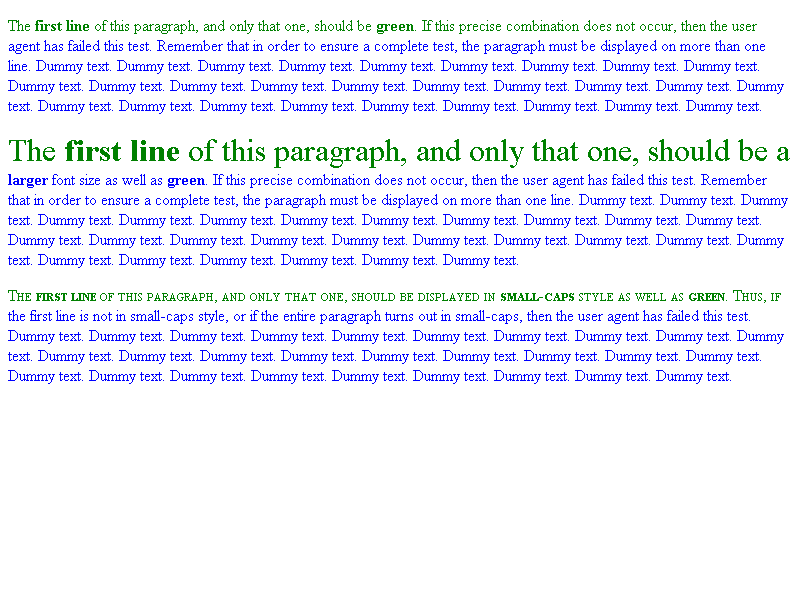 The first line of this paragraph, and only that one, should be green. If this precise combination does not occur, then the user
agent has failed this test. Remember that in order to ensure a complete test, the paragraph must be displayed on more than one
line. Dummy text. Dummy text. Dummy text. Dummy text. Dummy text. Dummy text. Dummy text. Dummy text. Dummy text.
Dummy text. Dummy text. Dummy text. Dummy text. Dummy text. Dummy text. Dummy text. Dummy text. Dummy text. Dummy
text. Dummy text. Dummy text. Dummy text. Dummy text. Dummy text. Dummy text. Dummy text. Dummy text. Dummy text.
The first line of this paragraph, and only that one, should be a
larger font size as well as green. If this precise combination does not occur, then the user agent has failed this test. Remember
that in order to ensure a complete test, the paragraph must be displayed on more than one line. Dummy text. Dummy text. Dummy
text. Dummy text. Dummy text. Dummy text. Dummy text. Dummy text. Dummy text. Dummy text. Dummy text. Dummy text.
Dummy text. Dummy text. Dummy text. Dummy text. Dummy text. Dummy text. Dummy text. Dummy text. Dummy text. Dummy
text. Dummy text. Dummy text. Dummy text. Dummy text. Dummy text. Dummy text.
The first line of this paragraph, and only that one, should be displayed in small-caps style as well as green. Thus, if
the first line is not in small-caps style, or if the entire paragraph turns out in small-caps, then the user agent has failed this test.
Dummy text. Dummy text. Dummy text. Dummy text. Dummy text. Dummy text. Dummy text. Dummy text. Dummy text. Dummy
text. Dummy text. Dummy text. Dummy text. Dummy text. Dummy text. Dummy text. Dummy text. Dummy text. Dummy text.
Dummy text. Dummy text. Dummy text. Dummy text. Dummy text. Dummy text. Dummy text. Dummy text. Dummy text.